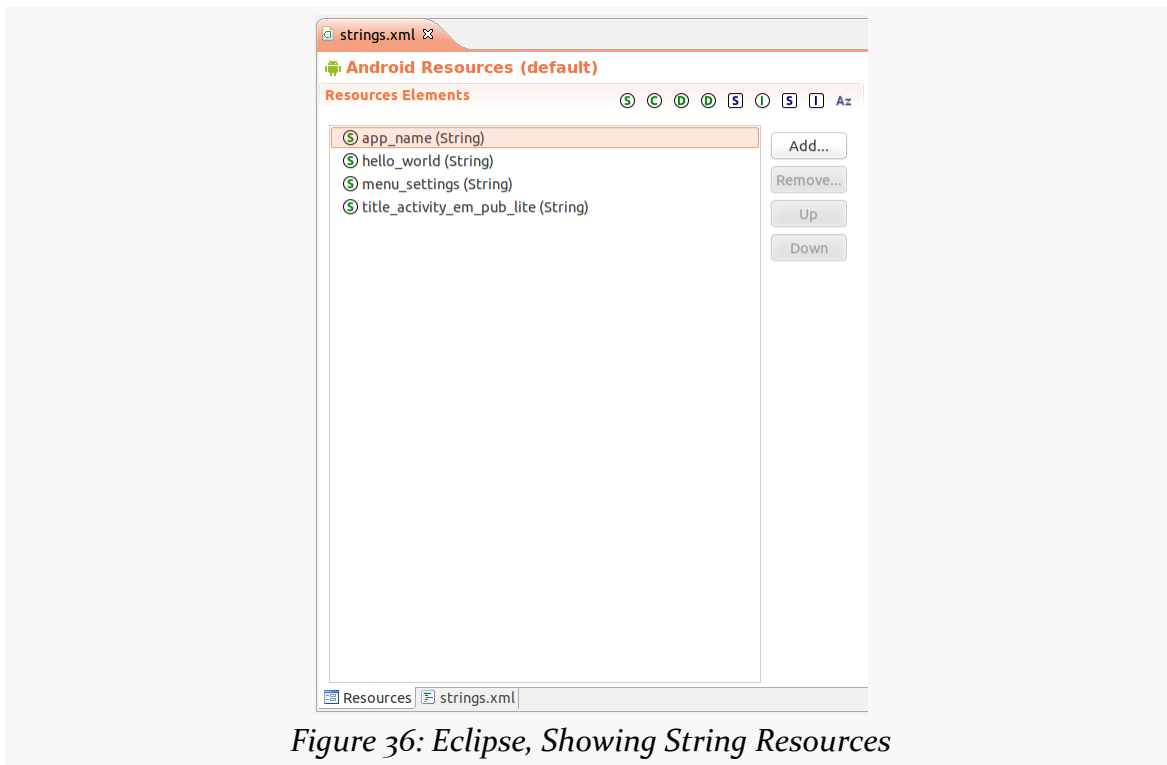 strings.xml
Android Resources (default)
Resources Elements
S C D D S I S I Az
S app_name (String)
S hello_world (String)
S menu_settings (String)
S title_activity_em_pub_lite (String)
Add...
Remove...
Up
Down
Resources strings.xml
Figure 36: Eclipse, Showing String Resources